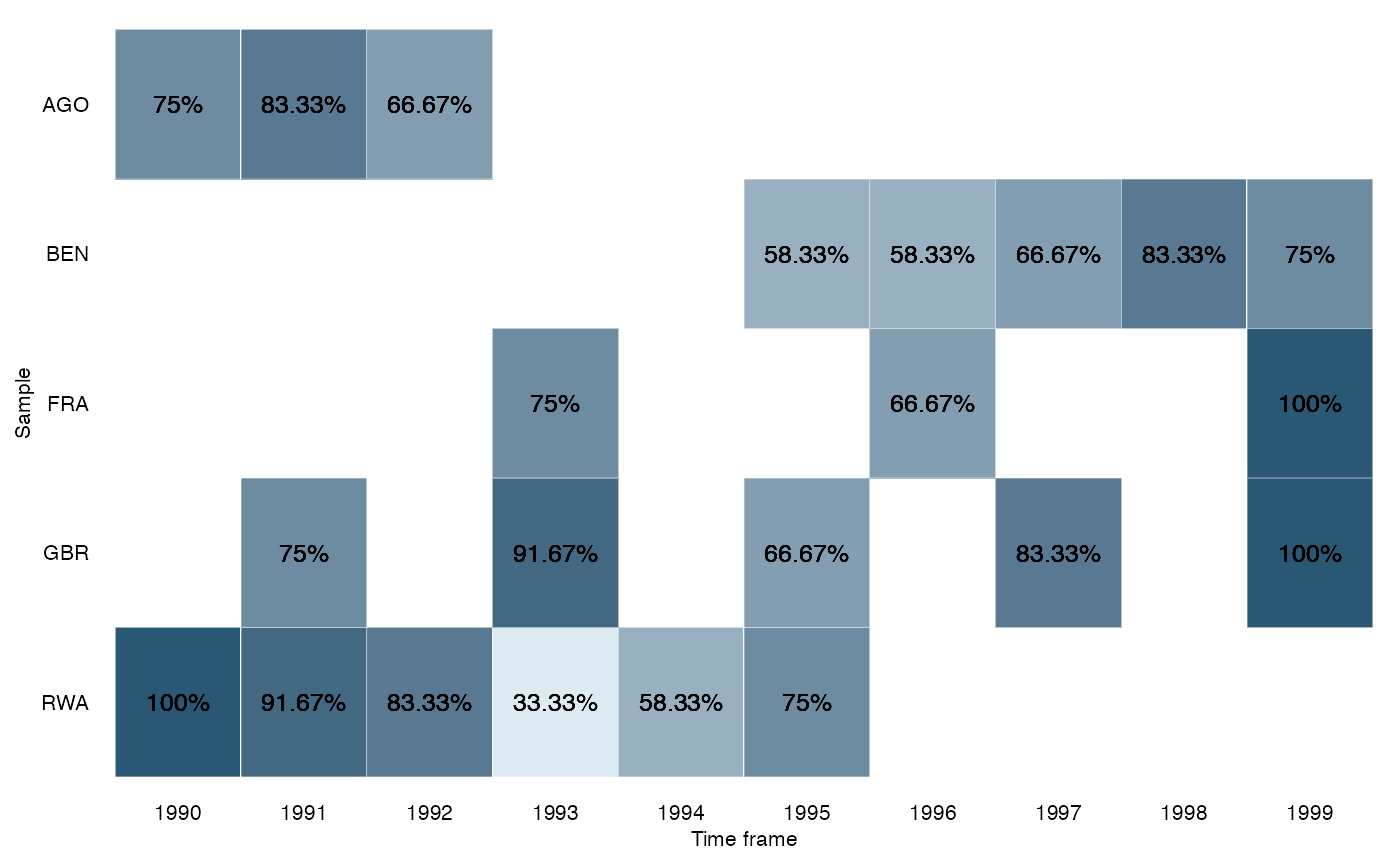 AGO 75% 83.33% 66.67%
BEN 58.33% 58.33% 66.67% 83.33% 75%
Sample
FRA 75% 66.67% 100%
GBR 75% 91.67% 66.67% 83.33% 100%
RWA 100% 91.67% 83.33% 33.33% 58.33% 75%
1990 1991 1992 1993 1994 1995 1996 1997 1998 1999
Time frame